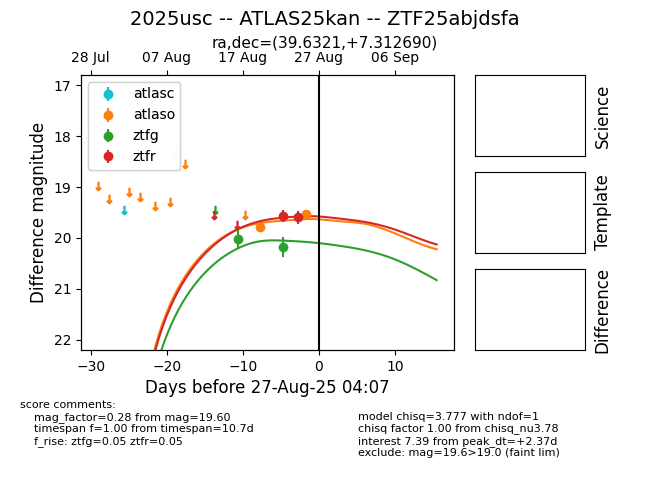 2025usc -- ATLAS25kan -- ZTF25abjdsfa
ra,dec=(39.6321,+7.312690)
28 Jul 07 Aug 17 Aug 27 Aug 06 Sep
atlasc
atlaso
ztfg
ztfr
17
18
19
20
21
22
Difference magnitude
−30 −20 −10 0 10
Days before 27-Aug-25 04:07
Science
Template
Difference
score comments:
mag_factor=0.28 from mag=19.60
timespan f=1.00 from timespan=10.7d
f_rise: ztfg=0.05 ztfr=0.05
model chisq=3.777 with ndof=1
chisq factor 1.00 from chisq_nu3.78
interest 7.39 from peak_dt=+2.37d
exclude: mag=19.6>19.0 (faint lim)